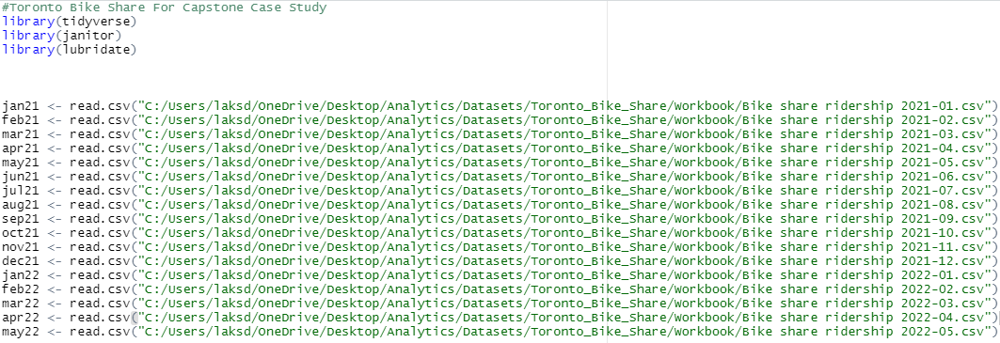 #Toronto Bike Share For Capstone Case Study
library(tidyverse)
library(janitor)
library(lubridate)
jan21 <- read.csv("C:/Users/laksd/OneDrive/Desktop/Analytics/Datasets/Toronto_Bike_Share/Workbook/Bike share ridership 2021-01.csv")
feb21 <- read.csv("C:/Users/laksd/OneDrive/Desktop/Analytics/Datasets/Toronto_Bike_Share/Workbook/Bike share ridership 2021-02.csv")
mar21 <- read.csv("C:/Users/laksd/OneDrive/Desktop/Analytics/Datasets/Toronto_Bike_Share/Workbook/Bike share ridership 2021-03.csv")
apr21 <- read.csv("C:/Users/laksd/OneDrive/Desktop/Analytics/Datasets/Toronto_Bike_Share/Workbook/Bike share ridership 2021-04.csv")
may21 <- read.csv("C:/Users/laksd/OneDrive/Desktop/Analytics/Datasets/Toronto_Bike_Share/Workbook/Bike share ridership 2021-05.csv")
jun21 <- read.csv("C:/Users/laksd/OneDrive/Desktop/Analytics/Datasets/Toronto_Bike_Share/Workbook/Bike share ridership 2021-06.csv")
jul21 <- read.csv("C:/Users/laksd/OneDrive/Desktop/Analytics/Datasets/Toronto_Bike_Share/Workbook/Bike share ridership 2021-07.csv")
aug21 <- read.csv("C:/Users/laksd/OneDrive/Desktop/Analytics/Datasets/Toronto_Bike_Share/Workbook/Bike share ridership 2021-08.csv")
sep21 <- read.csv("C:/Users/laksd/OneDrive/Desktop/Analytics/Datasets/Toronto_Bike_Share/Workbook/Bike share ridership 2021-09.csv")
oct21 <- read.csv("C:/Users/laksd/OneDrive/Desktop/Analytics/Datasets/Toronto_Bike_Share/Workbook/Bike share ridership 2021-10.csv")
nov21 <- read.csv("C:/Users/laksd/OneDrive/Desktop/Analytics/Datasets/Toronto_Bike_Share/Workbook/Bike share ridership 2021-11.csv")
dec21 <- read.csv("C:/Users/laksd/OneDrive/Desktop/Analytics/Datasets/Toronto_Bike_Share/Workbook/Bike share ridership 2021-12.csv")
jan22 <- read.csv("C:/Users/laksd/OneDrive/Desktop/Analytics/Datasets/Toronto_Bike_Share/Workbook/Bike share ridership 2022-01.csv")
feb22 <- read.csv("C:/Users/laksd/OneDrive/Desktop/Analytics/Datasets/Toronto_Bike_Share/Workbook/Bike share ridership 2022-02.csv")
mar22 <- read.csv("C:/Users/laksd/OneDrive/Desktop/Analytics/Datasets/Toronto_Bike_Share/Workbook/Bike share ridership 2022-03.csv")
apr22 <- read.csv("C:/Users/laksd/OneDrive/Desktop/Analytics/Datasets/Toronto_Bike_Share/Workbook/Bike share ridership 2022-04.csv")
may22 <- read.csv("C:/Users/laksd/OneDrive/Desktop/Analytics/Datasets/Toronto_Bike_Share/Workbook/Bike share ridership 2022-05.csv")